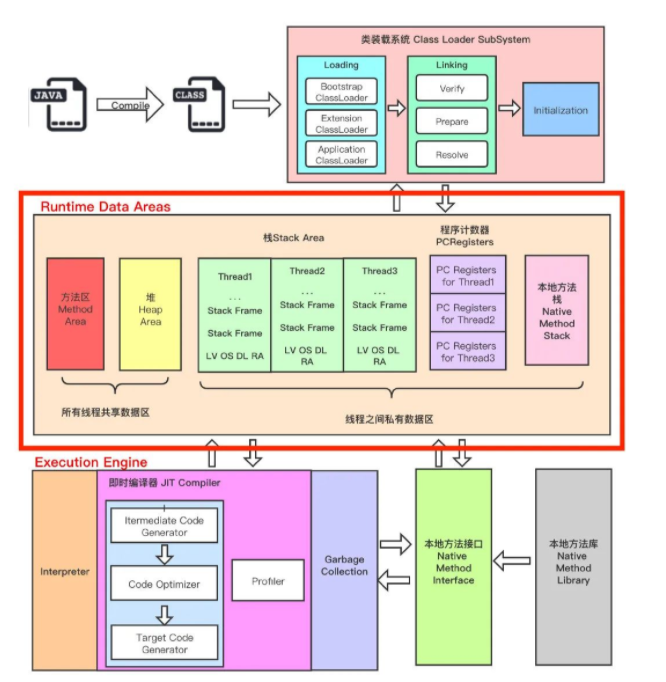 类装载系统 Class Loader SubSystem
JAVA
Compile
CLASS
Loading
Bootstrap
ClassLoader
Extension
ClassLoader
Application
ClassLoader
Linking
Verify
Prepare
Resolve
Initialization
Runtime Data Areas
方法区
Method
Area
堆
Heap
Area
栈Stack Area
Thread1
...
Stack Frame
Stack Frame
LV OS DL RA
Thread2
...
Stack Frame
Stack Frame
LV OS DL
RA
Thread3
...
Stack Frame
Stack Frame
LV OS DL
RA
程序计数器
PCRegisters
PC Registers
for Thread1
PC Registers
for Thread2
PC Registers
for Thread3
本地方法
栈
Native
Method
Stack
所有线程共享数据区
线程之间私有数据区
Execution Engine
Interpreter
即时编译器 JIT Compiler
Itermediate Code
Generator
Code Optimizer
Target Code
Generator
Profiler
Garbage
Collection
本地方法接口
Native
Method
Interface
本地方法库
Native
Method
Library